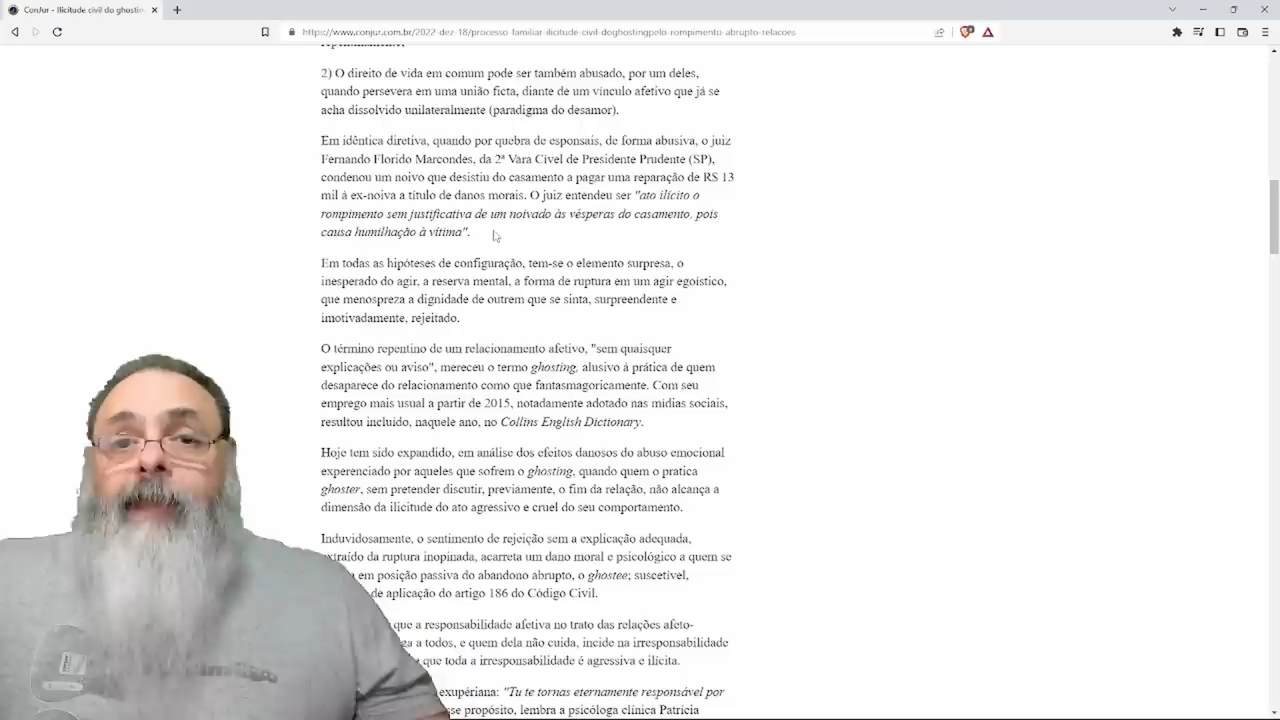 ConJur - Ilicitude civil do ghostin
https://www.conjur.com.br/2022-dez-18/processo-familiar-ilicitude-civil-doghostingpelo-rompimento-abrupto-relacoes
2) O direito de vida em comum pode ser também abusado, por um deles,
quando persevera em uma união ficta, diante de um vínculo afetivo que já se
acha dissolvido unilateralmente (paradigma do desamor).
Em idêntica diretiva, quando por quebra de esponsais, de forma abusiva, o juiz
Fernando Florido Marcondes, da 2ª Vara Cível de Presidente Prudente (SP),
condenou um noivo que desistiu do casamento a pagar uma reparação de R$ 13
mil à ex-noiva a título de danos morais. O juiz entendeu ser "ato ilícito o
rompimento sem justificativa de um noivado às vésperas do casamento, pois
causa humilhação à vítima".
Em todas as hipóteses de configuração, tem-se o elemento surpresa, o
inesperado do agir, a reserva mental, a forma de ruptura em um agir egoístico,
que menospreza a dignidade de outrem que se sinta, surpreendente e
imotivadamente, rejeitado.
O término repentino de um relacionamento afetivo, "sem quaisquer
explicações ou aviso", mereceu o termo ghosting, alusivo à prática de quem
desaparece do relacionamento como que fantasmagoricamente. Com seu
emprego mais usual a partir de 2015, notadamente adotado nas mídias sociais,
resultou incluído, naquele ano, no Collins English Dictionary.
Hoje tem sido expandido, em análise dos efeitos danosos do abuso emocional
experenciado por aqueles que sofrem o ghosting, quando quem o pratica
ghoster, sem pretender discutir, previamente, o fim da relação, não alcança a
dimensão da ilicitude do ato agressivo e cruel do seu comportamento.
Induvidosamente, o sentimento de rejeição sem a explicação adequada,
extraído da ruptura inopinada, acarreta um dano moral e psicológico a quem se
em posição passiva do abandono abrupto, o ghostee; suscetível,
de aplicação do artigo 186 do Código Civil.
que a responsabilidade afetiva no trato das relações afeto-
a todos, e quem dela não cuida, incide na irresponsabilidade
que toda a irresponsabilidade é agressiva e ilícita.
exupériana: "Tu te tornas eternamente responsável por
propósito, lembra a psicóloga clínica Patrícia